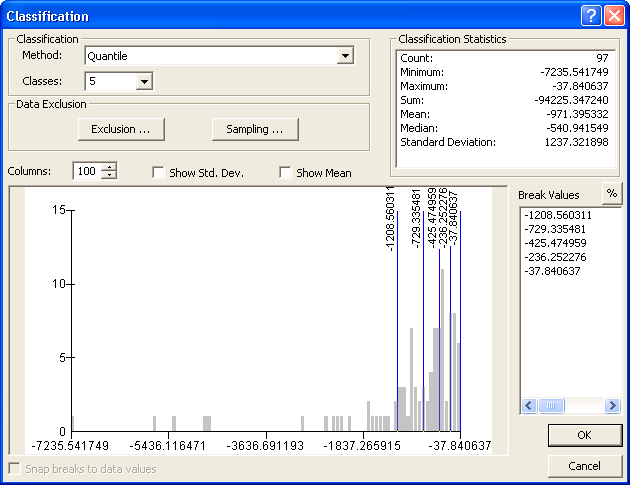 Classification
Classification
Method: Quantile
Classes: 5
Data Exclusion
Exclusion ...
Sampling ...
Classification Statistics
Count: 97
Minimum: -7235.541749
Maximum: -37.840637
Sum: -94225.347240
Mean: -971.395332
Median: -540.941549
Standard Deviation: 1237.321898
Columns: 100
Show Std. Dev.
Show Mean
Break Values
%
-1208.560311
-729.335481
-425.474959
-236.252276
-37.840637
15
10
5
0
-1208.560311
-729.335481
-425.474959
-236.252276
-37.840637
-7235.541749
-5436.116471
-3636.691193
-1837.265915
-37.840637
OK
Cancel
Snap breaks to data values